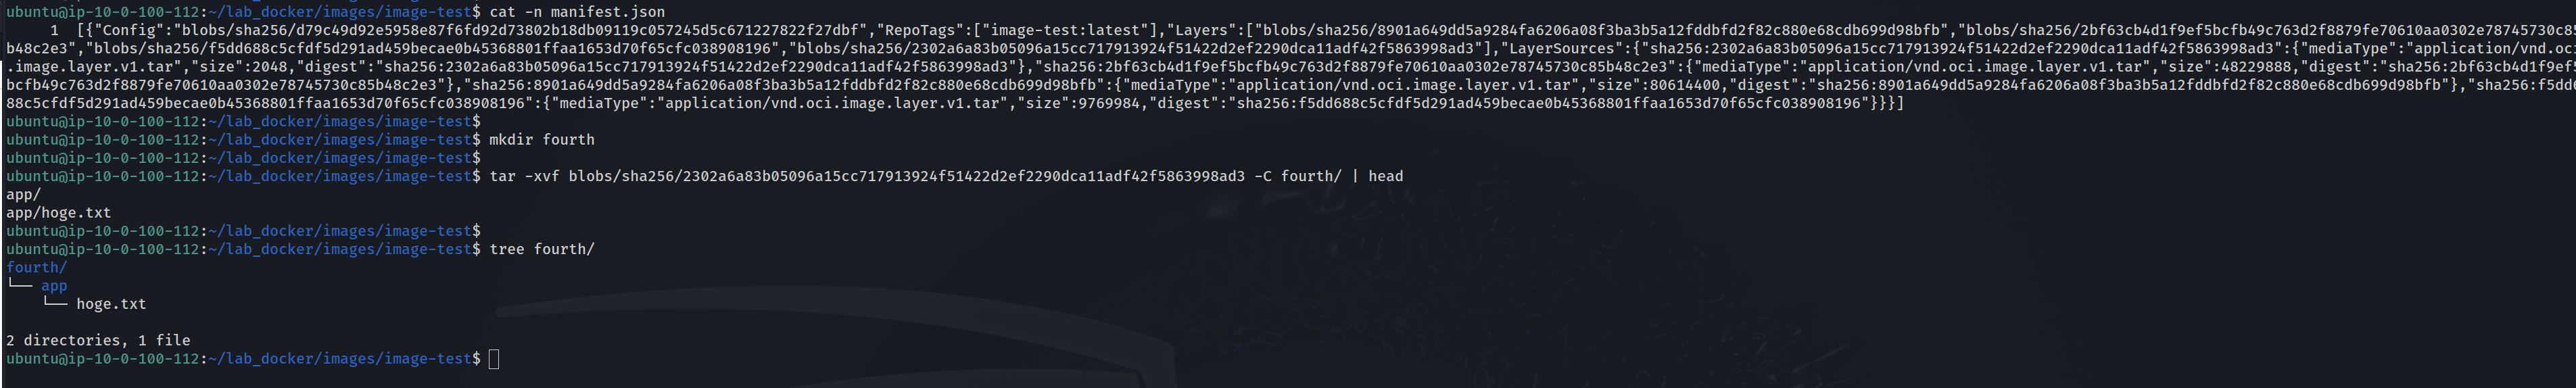 ubuntu@ip-10-0-100-112:~/lab_docker/images/image-test$ cat -n manifest.json
     1  [{"Config":"blobs/sha256/d79c49d92e5958e87f6fd92d73802b18db09119c057245d5c671227822f27dbf","RepoTags":["image-test:latest"],"Layers":["blobs/sha256/8901a649dd5a9284fa6206a08f3ba3b5a12fddbfd2f82c880e68cdb699d98bfb","blobs/sha256/2bf63cb4d1f9ef5bcfb49c763d2f8879fe70610aa0302e78745730c85
b48c2e3","blobs/sha256/f5dd688c5cfdf5d291ad459becae0b45368801ffaa1653d70f65cfc038908196","blobs/sha256/2302a6a83b05096a15cc717913924f51422d2ef2290dca11adf42f5863998ad3"],"LayerSources":{"sha256:2302a6a83b05096a15cc717913924f51422d2ef2290dca11adf42f5863998ad3":{"mediaType":"application/vnd.oci
.image.layer.v1.tar","size":2048,"digest":"sha256:2302a6a83b05096a15cc717913924f51422d2ef2290dca11adf42f5863998ad3"},"sha256:2bf63cb4d1f9ef5bcfb49c763d2f8879fe70610aa0302e78745730c85b48c2e3":{"mediaType":"application/vnd.oci.image.layer.v1.tar","size":48229888,"digest":"sha256:2bf63cb4d1f9ef5
bcfb49c763d2f8879fe70610aa0302e78745730c85b48c2e3"},"sha256:8901a649dd5a9284fa6206a08f3ba3b5a12fddbfd2f82c880e68cdb699d98bfb":{"mediaType":"application/vnd.oci.image.layer.v1.tar","size":80614400,"digest":"sha256:8901a649dd5a9284fa6206a08f3ba3b5a12fddbfd2f82c880e68cdb699d98bfb"},"sha256:f5dd6
88c5cfdf5d291ad459becae0b45368801ffaa1653d70f65cfc038908196":{"mediaType":"application/vnd.oci.image.layer.v1.tar","size":9769984,"digest":"sha256:f5dd688c5cfdf5d291ad459becae0b45368801ffaa1653d70f65cfc038908196"}}}]
ubuntu@ip-10-0-100-112:~/lab_docker/images/image-test$
ubuntu@ip-10-0-100-112:~/lab_docker/images/image-test$ mkdir fourth
ubuntu@ip-10-0-100-112:~/lab_docker/images/image-test$
ubuntu@ip-10-0-100-112:~/lab_docker/images/image-test$ tar -xvf blobs/sha256/2302a6a83b05096a15cc717913924f51422d2ef2290dca11adf42f5863998ad3 -C fourth/ | head
app/
app/hoge.txt
ubuntu@ip-10-0-100-112:~/lab_docker/images/image-test$
ubuntu@ip-10-0-100-112:~/lab_docker/images/image-test$ tree fourth/
fourth/
└── app
    └── hoge.txt
2 directories, 1 file
ubuntu@ip-10-0-100-112:~/lab_docker/images/image-test$